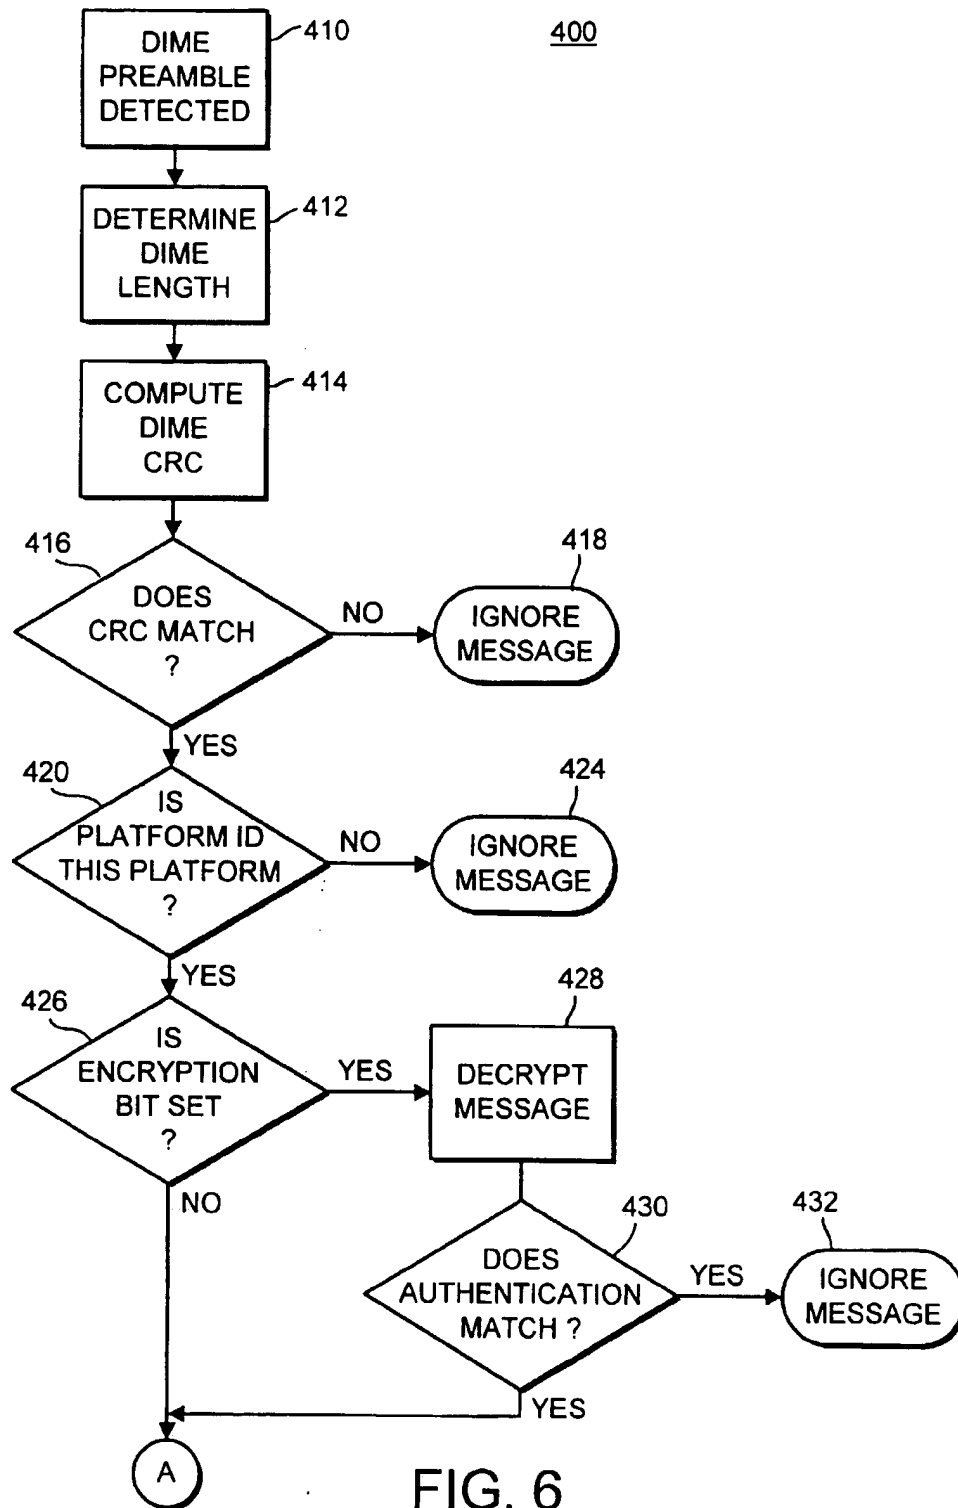 DIME
PREAMBLE
DETECTED
410
400
DETERMINE
DIME
LENGTH
412
COMPUTE
DIME
CRC
414
416
DOES
CRC MATCH
?
NO
418
IGNORE
MESSAGE
YES
420
IS
PLATFORM ID
THIS PLATFORM
?
NO
424
IGNORE
MESSAGE
YES
426
IS
ENCRYPTION
BIT SET
?
YES
428
DECRYPT
MESSAGE
NO
430
DOES
AUTHENTICATION
MATCH ?
YES
432
IGNORE
MESSAGE
YES
A
FIG. 6